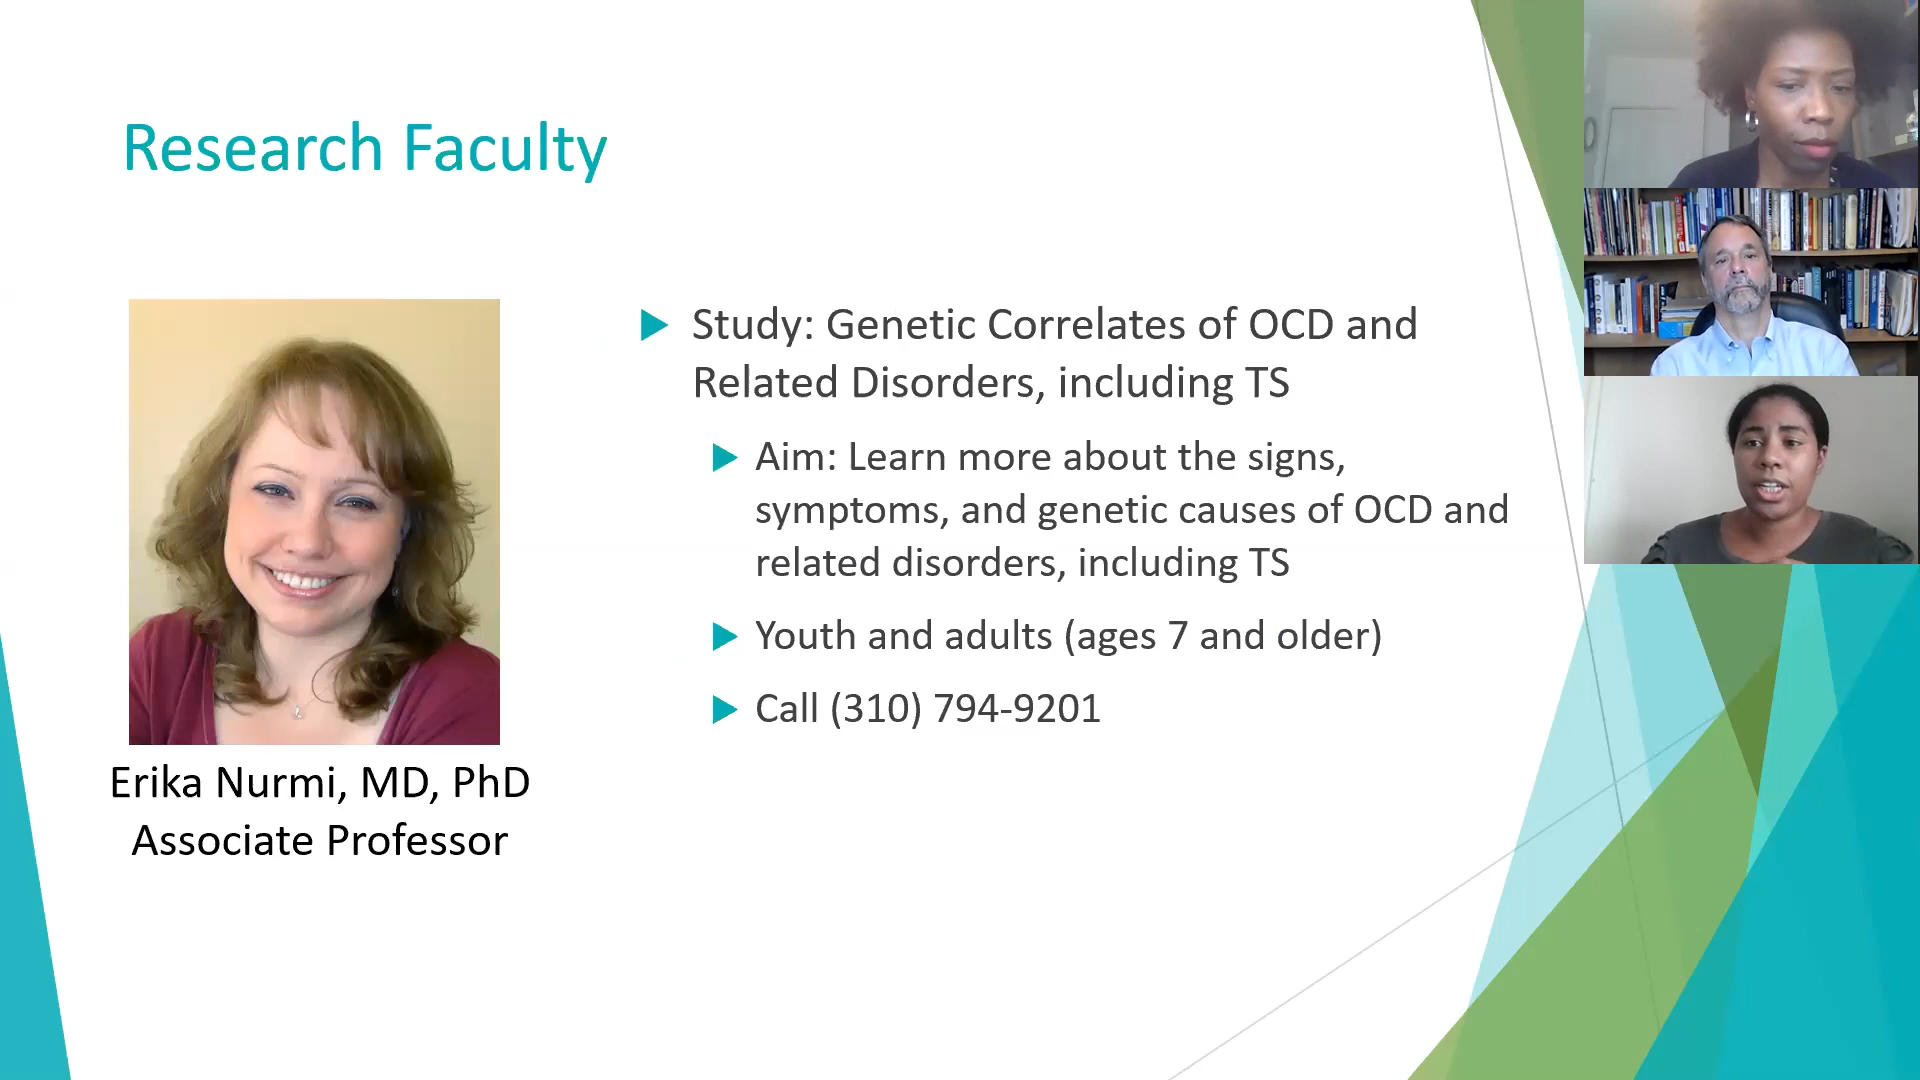 Research Faculty
Study: Genetic Correlates of OCD and
Related Disorders, including TS
Aim: Learn more about the signs,
symptoms, and genetic causes of OCD and
related disorders, including TS
Youth and adults (ages 7 and older)
Call (310) 794-9201
Erika Nurmi, MD, PhD
Associate Professor